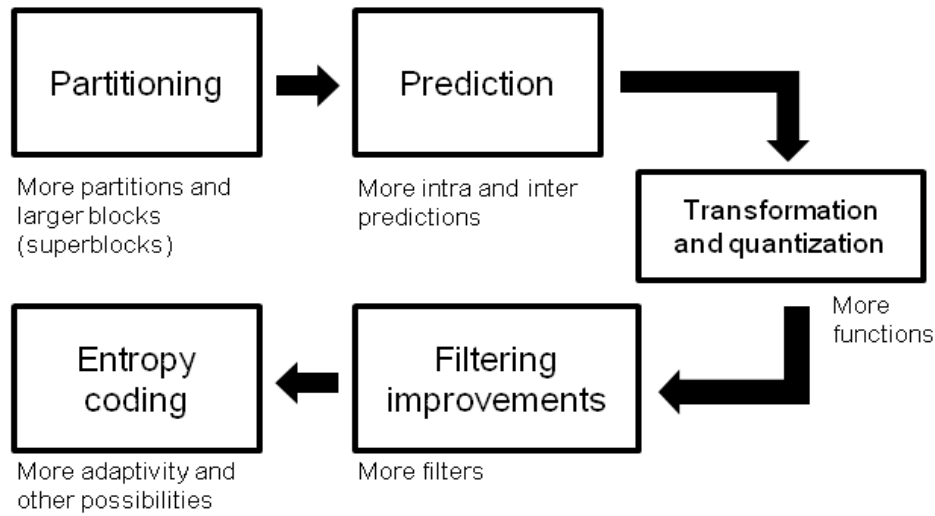 Partitioning
More partitions and
larger blocks
(superblocks)
Prediction
More intra and inter
predictions
Transformation
and quantization
More
functions
Filtering
improvements
More filters
Entropy
coding
More adaptivity and
other possibilities